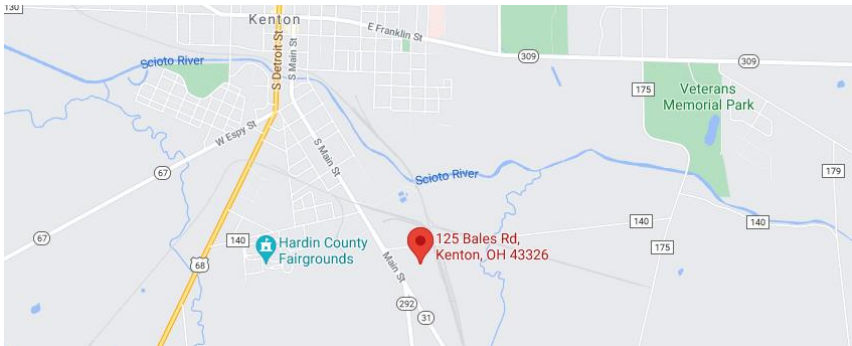 130
Kenton
E Franklin St
309
309
Scioto River
S Detroit St
S Main St
175
Veterans
Memorial Park
W Espy St
S Main St
67
Scioto River
179
140
140
67
140
Hardin County
Fairgrounds
125 Bales Rd,
Kenton, OH 43326
175
68
Main St
292
31